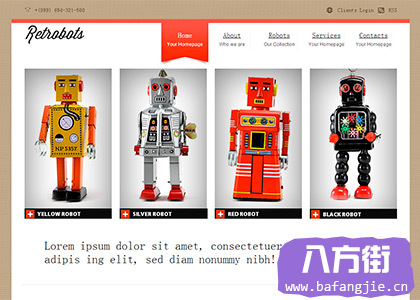 +(999) 694-321-500
Clients Login
RSS
Retrobots
Home
Your Homepage
About
Who we are
Robots
Our Collection
Services
Your Homepage
Contacts
Your Homepage
NP 5357
YELLOW ROBOT
SILVER ROBOT
RED ROBOT
BLACK ROBOT
Lorem ipsum dolor sit amet, consectetuer
adipis ing elit, sed diam nonummy nibh!
八方街
www.bafangjie.cn